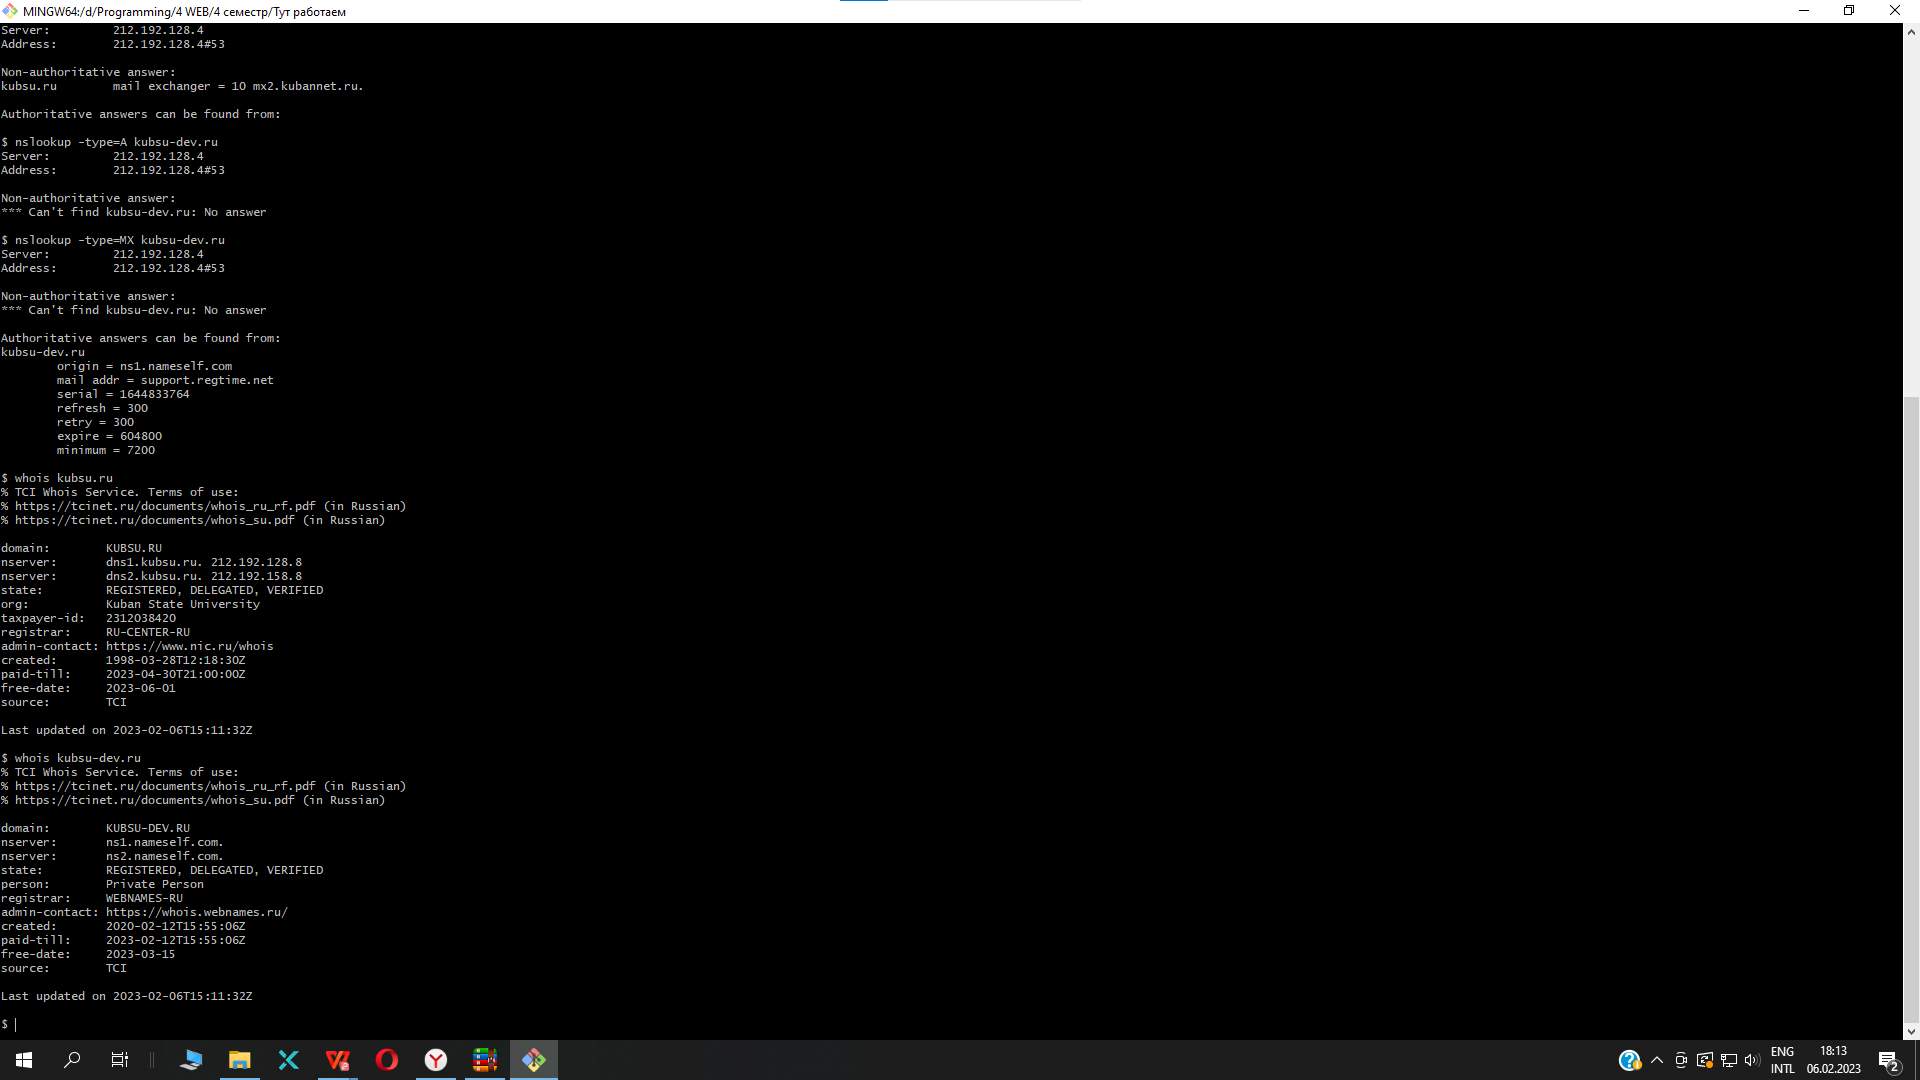 MINGW64:/d/Programming/4 WEB/4 семестр/Тут работаем
Server:         212.192.128.4
Address:        212.192.128.4#53

Non-authoritative answer:
kubsu.ru        mail exchanger = 10 mx2.kubannet.ru.

Authoritative answers can be found from:

$ nslookup -type=A kubsu-dev.ru
Server:         212.192.128.4
Address:        212.192.128.4#53

Non-authoritative answer:
*** Can't find kubsu-dev.ru: No answer

$ nslookup -type=MX kubsu-dev.ru
Server:         212.192.128.4
Address:        212.192.128.4#53

Non-authoritative answer:
*** Can't find kubsu-dev.ru: No answer

Authoritative answers can be found from:
kubsu-dev.ru
        origin = ns1.nameself.com
        mail addr = support.regtime.net
        serial = 1644833764
        refresh = 300
        retry = 300
        expire = 604800
        minimum = 7200

$ whois kubsu.ru
% TCI Whois Service. Terms of use:
% https://tcinet.ru/documents/whois_ru_rf.pdf (in Russian)
% https://tcinet.ru/documents/whois_su.pdf (in Russian)

domain:        KUBSU.RU
nserver:       dns1.kubsu.ru. 212.192.128.8
nserver:       dns2.kubsu.ru. 212.192.158.8
state:         REGISTERED, DELEGATED, VERIFIED
org:           Kuban State University
taxpayer-id:   2312038420
registrar:     RU-CENTER-RU
admin-contact: https://www.nic.ru/whois
created:       1998-03-28T12:18:30Z
paid-till:     2023-04-30T21:00:00Z
free-date:     2023-06-01
source:        TCI

Last updated on 2023-02-06T15:11:32Z

$ whois kubsu-dev.ru
% TCI Whois Service. Terms of use:
% https://tcinet.ru/documents/whois_ru_rf.pdf (in Russian)
% https://tcinet.ru/documents/whois_su.pdf (in Russian)

domain:        KUBSU-DEV.RU
nserver:       ns1.nameself.com.
nserver:       ns2.nameself.com.
state:         REGISTERED, DELEGATED, VERIFIED
person:        Private Person
registrar:     WEBNAMES-RU
admin-contact: https://whois.webnames.ru/
created:       2020-02-12T15:55:06Z
paid-till:     2023-02-12T15:55:06Z
free-date:     2023-03-15
source:        TCI

Last updated on 2023-02-06T15:11:32Z

$
ENG 18:13
INTL 06.02.2023
2